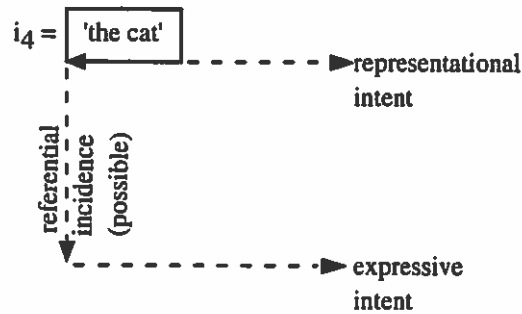 i4 = 'the cat'
representational
intent
referential
incidence
(possible)
expressive
intent